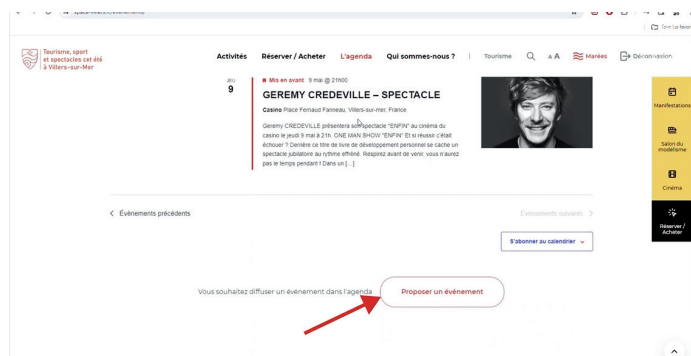 Tourisme, sport
et spectacles cet été
à Villers-sur-Mer
Activités Réserver / Acheter L'agenda Qui sommes-nous ? | Tourisme A A Marées Déconnexion
JEU
9
Mis en avant 9 mai @ 21h00
GEREMY CREDEVILLE – SPECTACLE
Casino Place Fernaud Fanneau, Villers-sur-mer, France
Geremy CREDEVILLE présentera son spectacle "ENFIN" au cinéma du
casino le jeudi 9 mai à 21h. ONE MAN SHOW "ENFIN" Et si réussir c'était
échouer ? Derrière ce titre de livre de développement personnel se cache un
spectacle jubilatoire au rythme effréné. Respirez avant de venir, vous n'aurez
pas le temps pendant ! Dans un [...]
Manifestations
Salon du
modélisme
Cinéma
Réserver /
Acheter
Évènements précédents
Évènements suivants
S'abonner au calendrier
Vous souhaitez diffuser un événement dans l'agenda
Proposer un événement